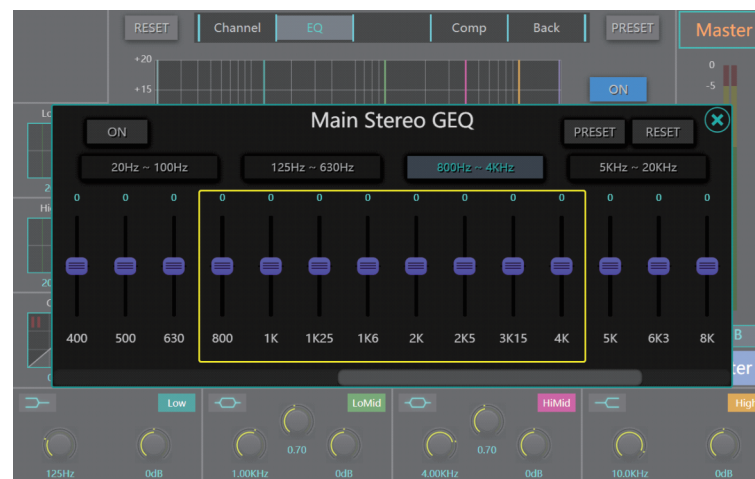 RESET Channel EQ Comp Back PRESET Master
+20 0
+15 ON -5
Main Stereo GEQ
ON PRESET RESET
20Hz ~ 100Hz 125Hz ~ 630Hz 800Hz ~ 4KHz 5KHz ~ 20KHz
0 0 0 0 0 0 0 0 0 0 0 0 0 0
400 500 630 800 1K 1K25 1K6 2K 2K5 3K15 4K 5K 6K3 8K
Low LoMid HiMid High
0.70 0.70
125Hz 0dB 1.00KHz 0dB 4.00KHz 0dB 10.0KHz 0dB